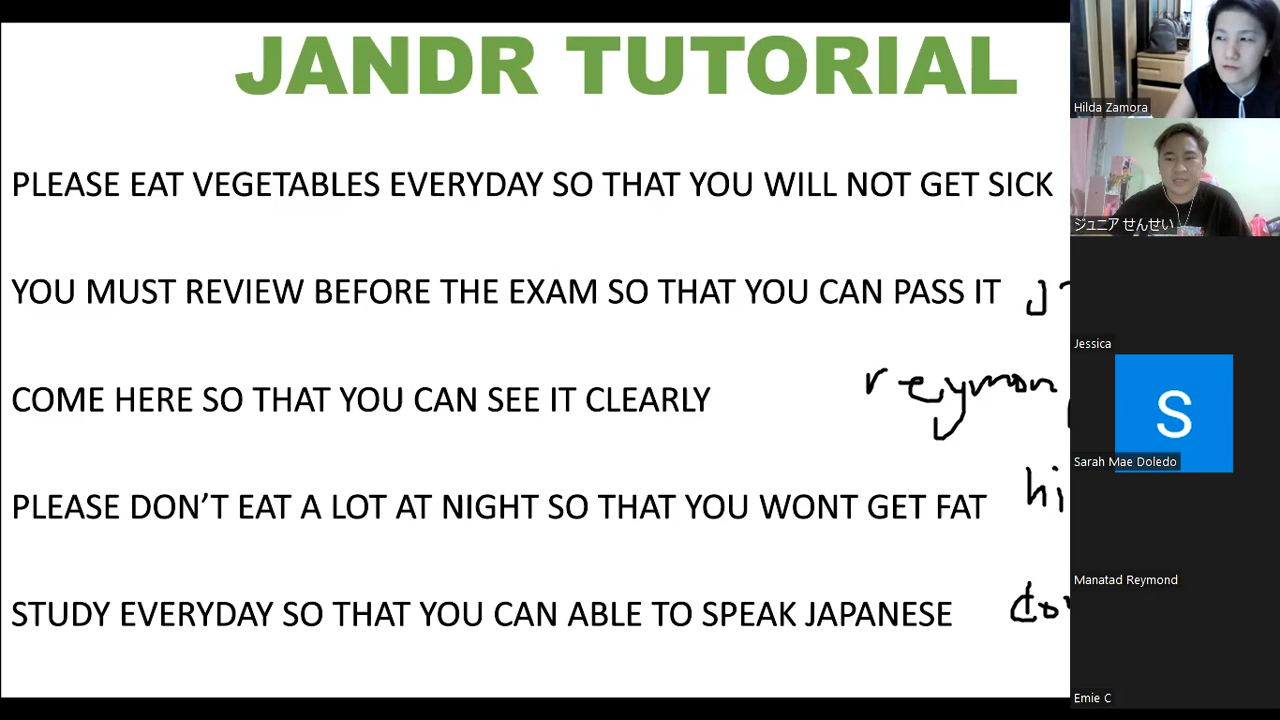 JANDR TUTORIAL
PLEASE EAT VEGETABLES EVERYDAY SO THAT YOU WILL NOT GET SICK
YOU MUST REVIEW BEFORE THE EXAM SO THAT YOU CAN PASS IT
COME HERE SO THAT YOU CAN SEE IT CLEARLY reymon
PLEASE DON’T EAT A LOT AT NIGHT SO THAT YOU WONT GET FAT hi
STUDY EVERYDAY SO THAT YOU CAN ABLE TO SPEAK JAPANESE
Hilda Zamora
ジュニア せんせい
Jessica
S
Sarah Mae Doledo
Manatad Reymond
Emie C